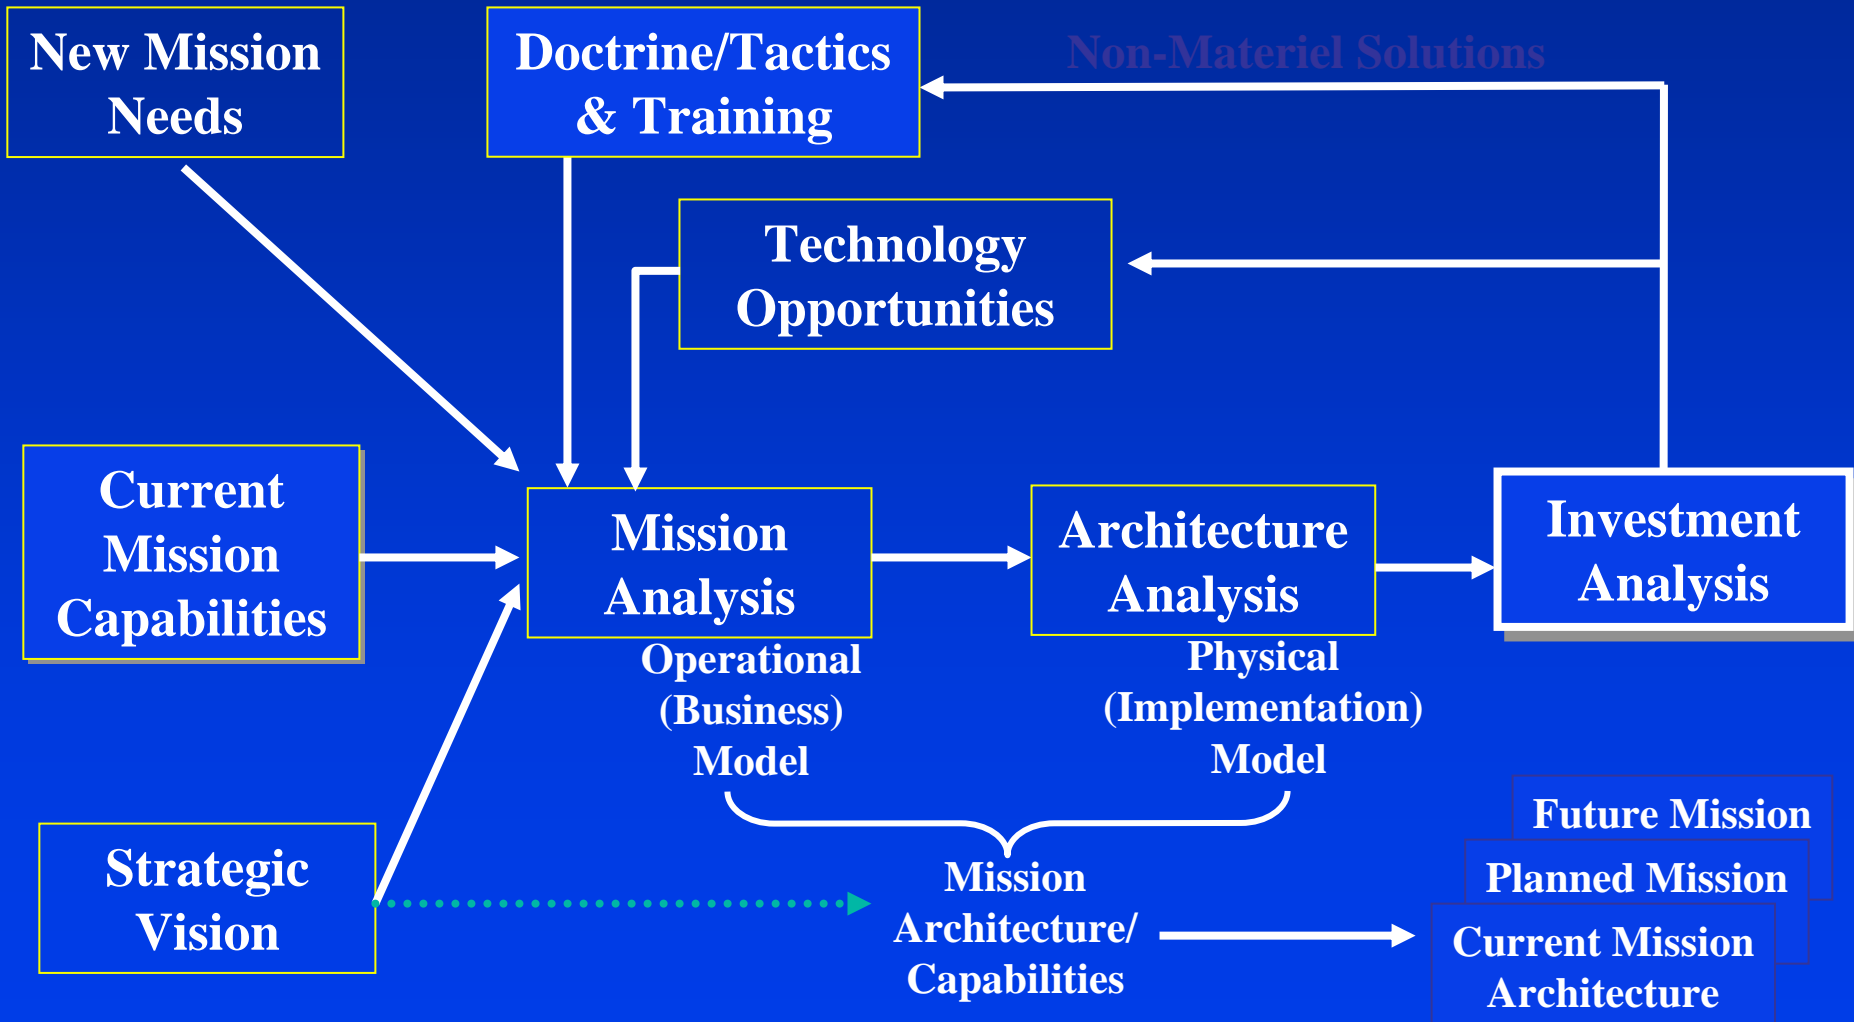 New Mission
Needs
Doctrine/Tactics
& Training
Non-Materiel Solutions
Technology
Opportunities
Current
Mission
Capabilities
Mission
Analysis
Operational
(Business)
Model
Architecture
Analysis
Physical
(Implementation)
Model
Investment
Analysis
Strategic
Vision
Mission
Architecture/
Capabilities
Future Mission
Planned Mission
Current Mission
Architecture